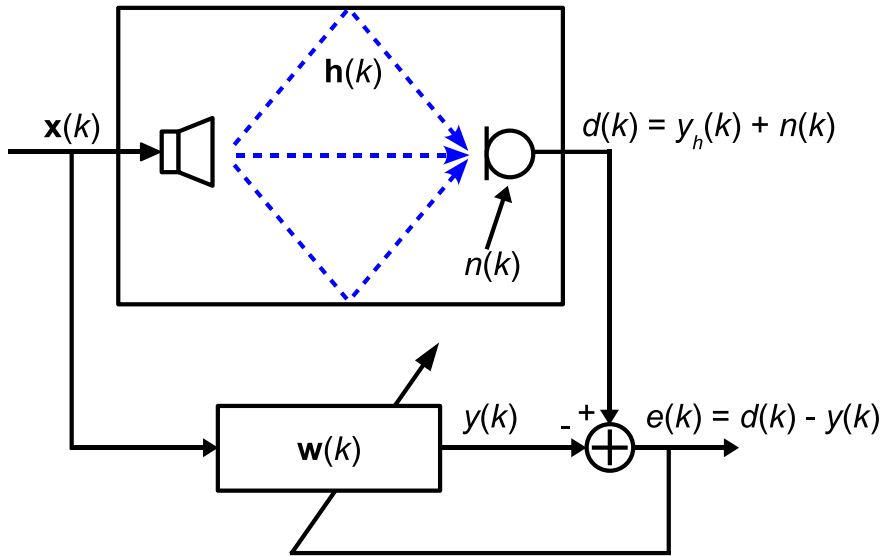 h(k)
x(k)
d(k) = y_h(k) + n(k)
n(k)
y(k)
- +
e(k) = d(k) - y(k)
w(k)